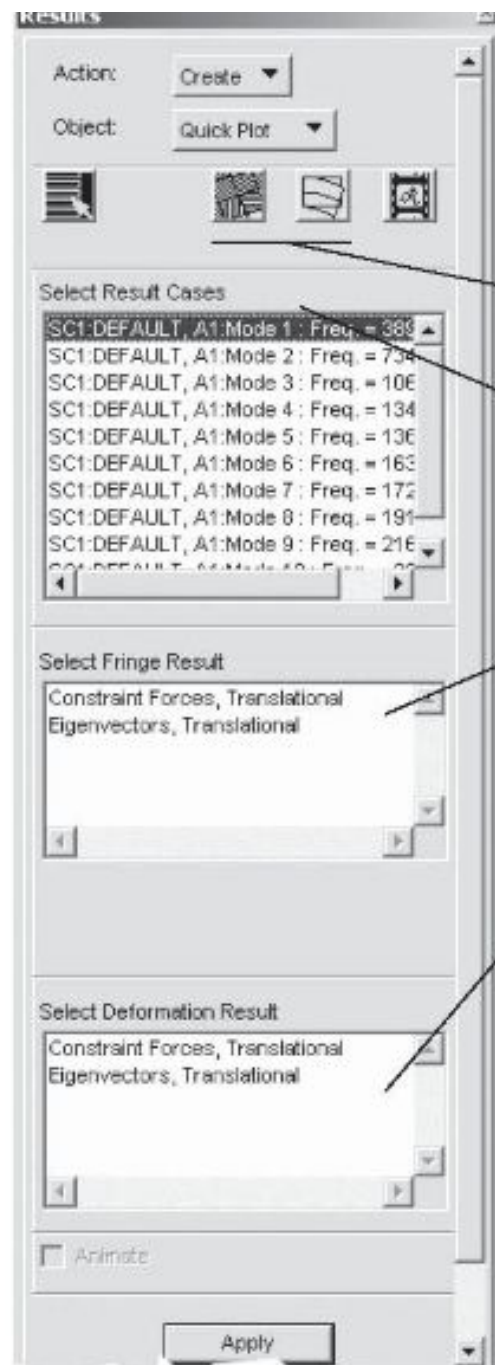 Results
Action:
Create
Object:
Quick Plot
Select Result Cases
SC1:DEFAULT, A1:Mode 1 : Freq. = 389
SC1:DEFAULT, A1:Mode 2 : Freq. = 734
SC1:DEFAULT, A1:Mode 3 : Freq. = 106
SC1:DEFAULT, A1:Mode 4 : Freq. = 134
SC1:DEFAULT, A1:Mode 5 : Freq. = 136
SC1:DEFAULT, A1:Mode 6 : Freq. = 163
SC1:DEFAULT, A1:Mode 7 : Freq. = 172
SC1:DEFAULT, A1:Mode 8 : Freq. = 191
SC1:DEFAULT, A1:Mode 9 : Freq. = 216
Select Fringe Result
Constraint Forces, Translational
Eigenvectors, Translational
Select Deformation Result
Constraint Forces, Translational
Eigenvectors, Translational
Animate
Apply